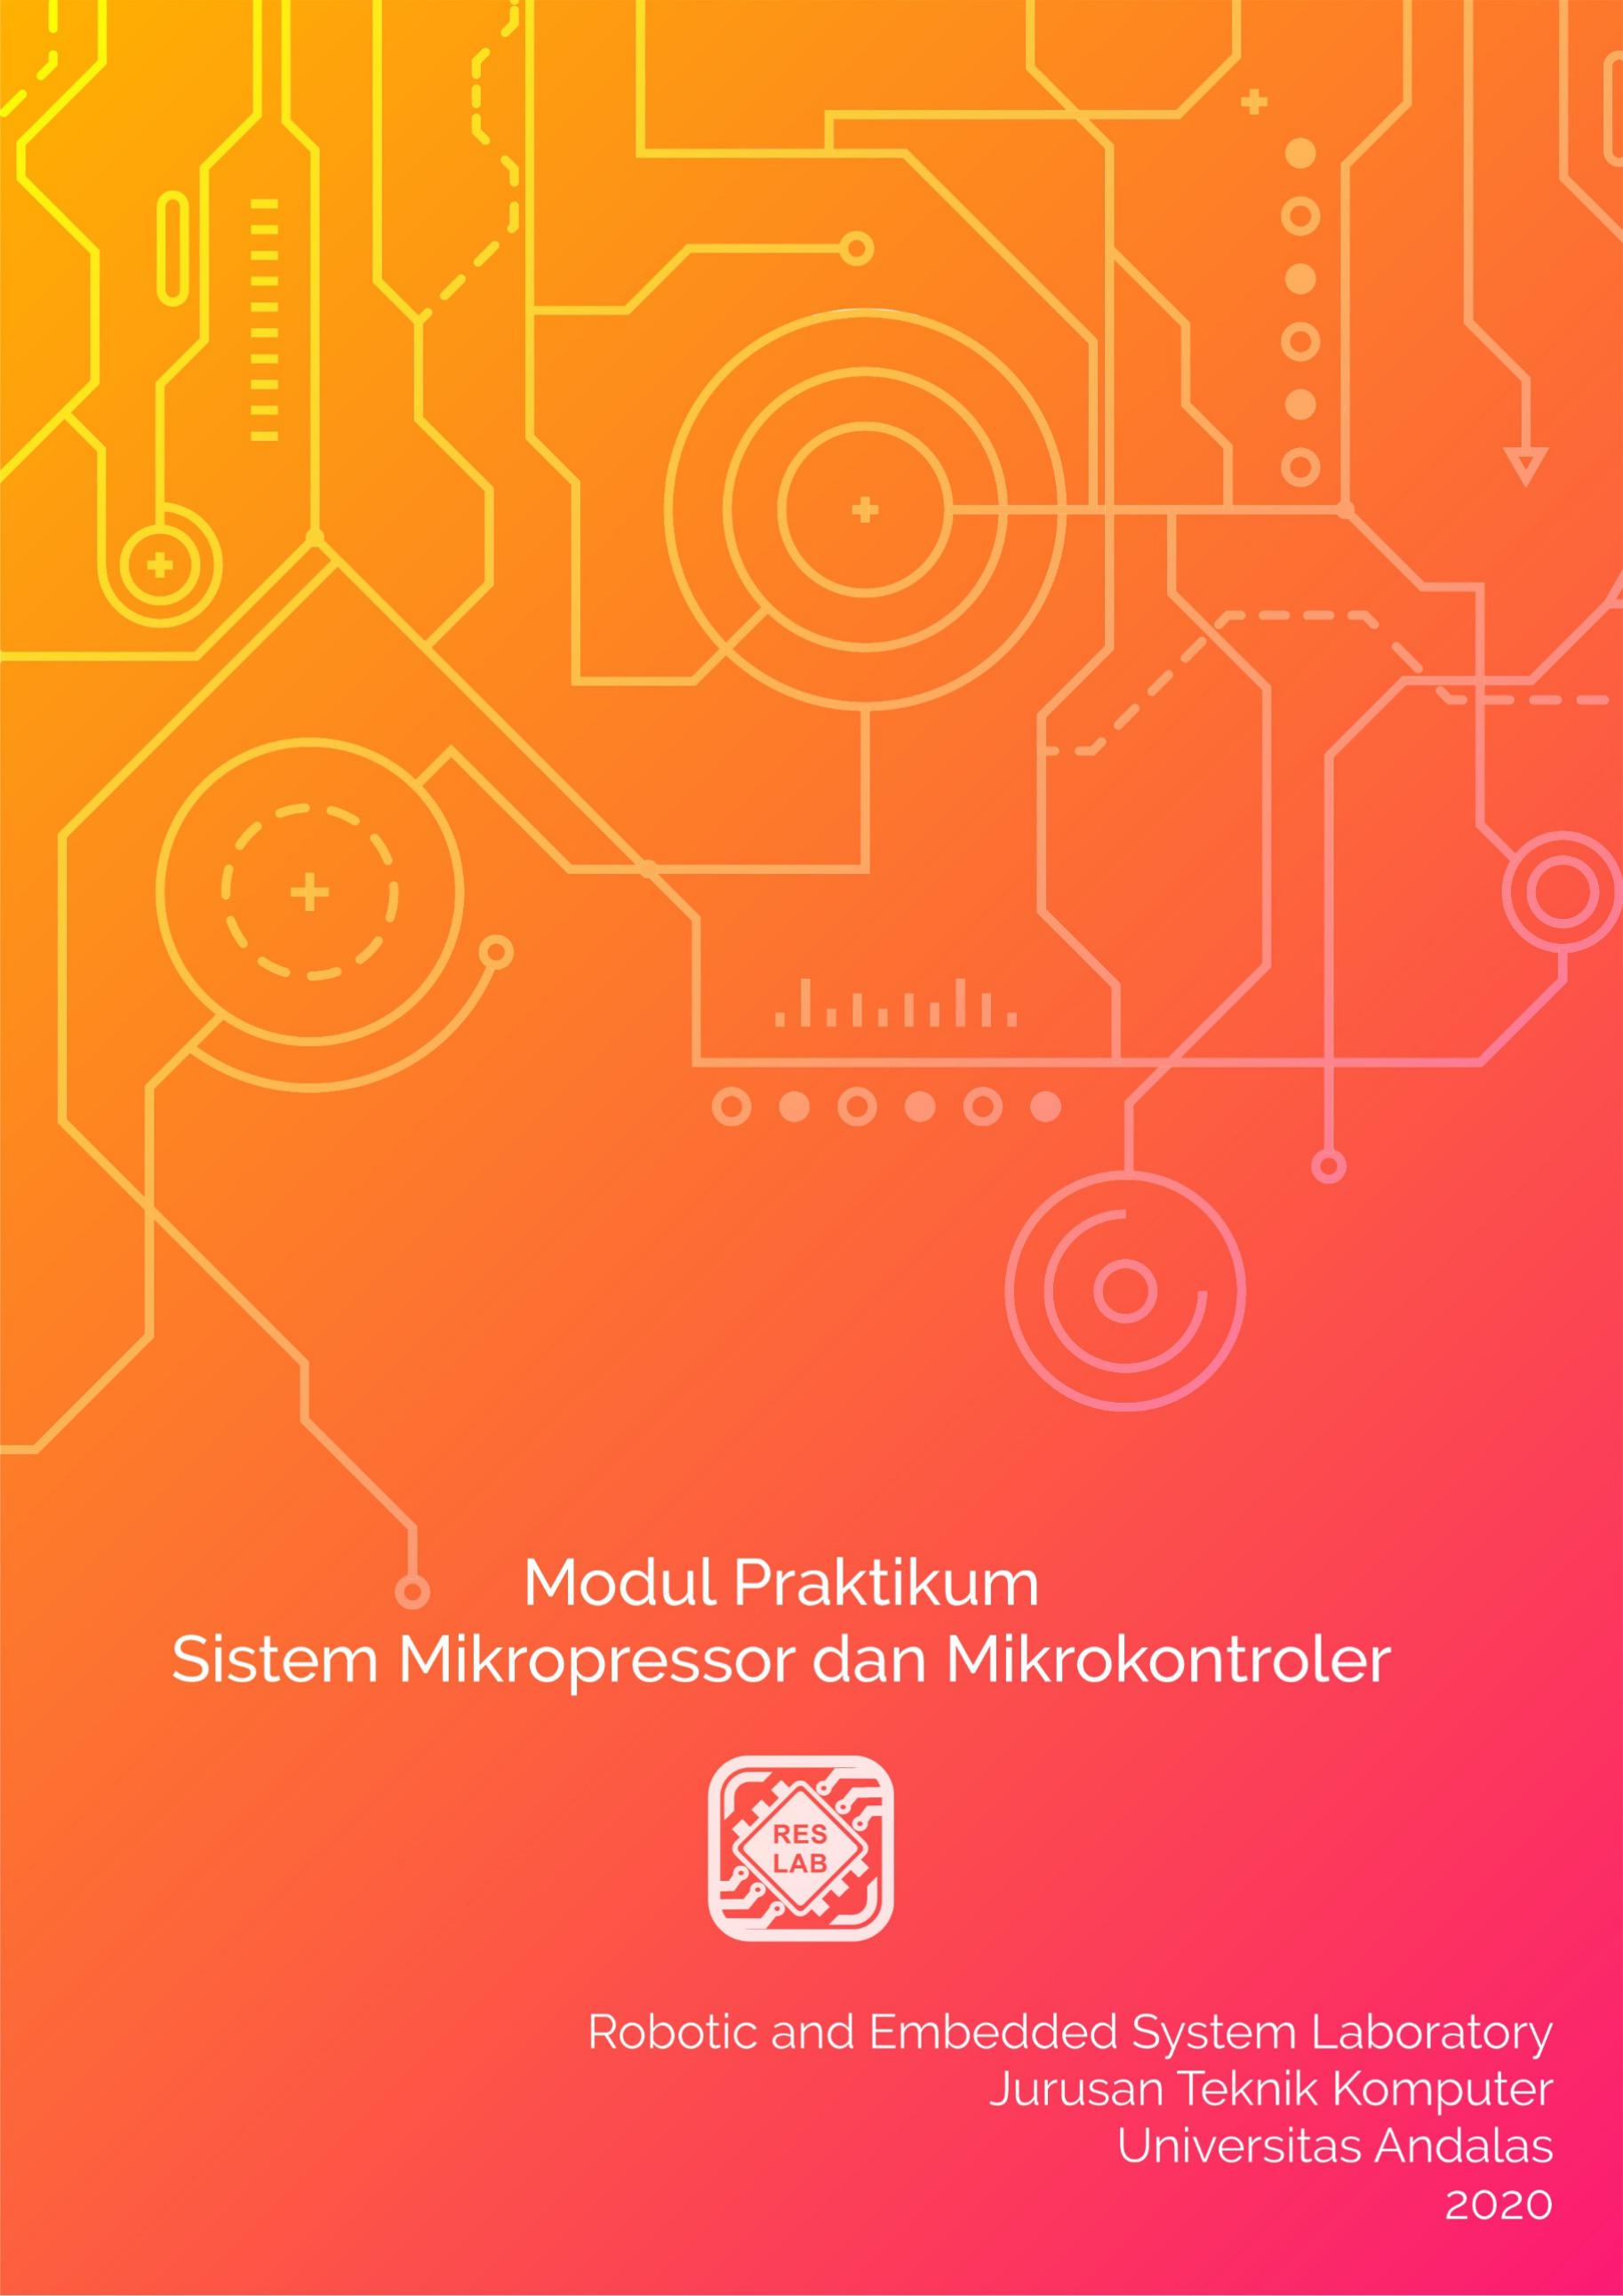 Modul Praktikum
Sistem Mikropressor dan Mikrokontroler
RES
LAB
Robotic and Embedded System Laboratory
Jurusan Teknik Komputer
Universitas Andalas
2020